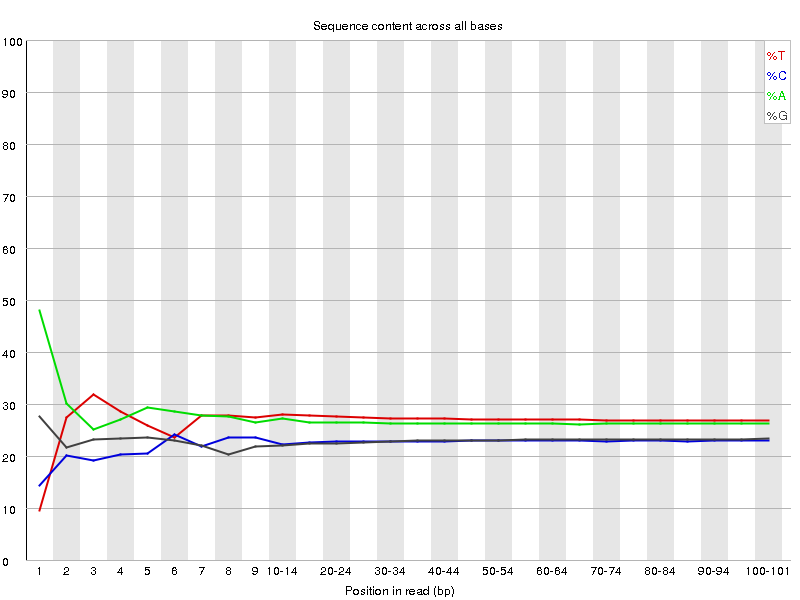 Sequence content across all bases
100
90
80
70
60
50
40
30
20
10
0
%T
%C
%A
%G
1 2 3 4 5 6 7 8 9 10-14 20-24 30-34 40-44 50-54 60-64 70-74 80-84 90-94 100-101
Position in read (bp)